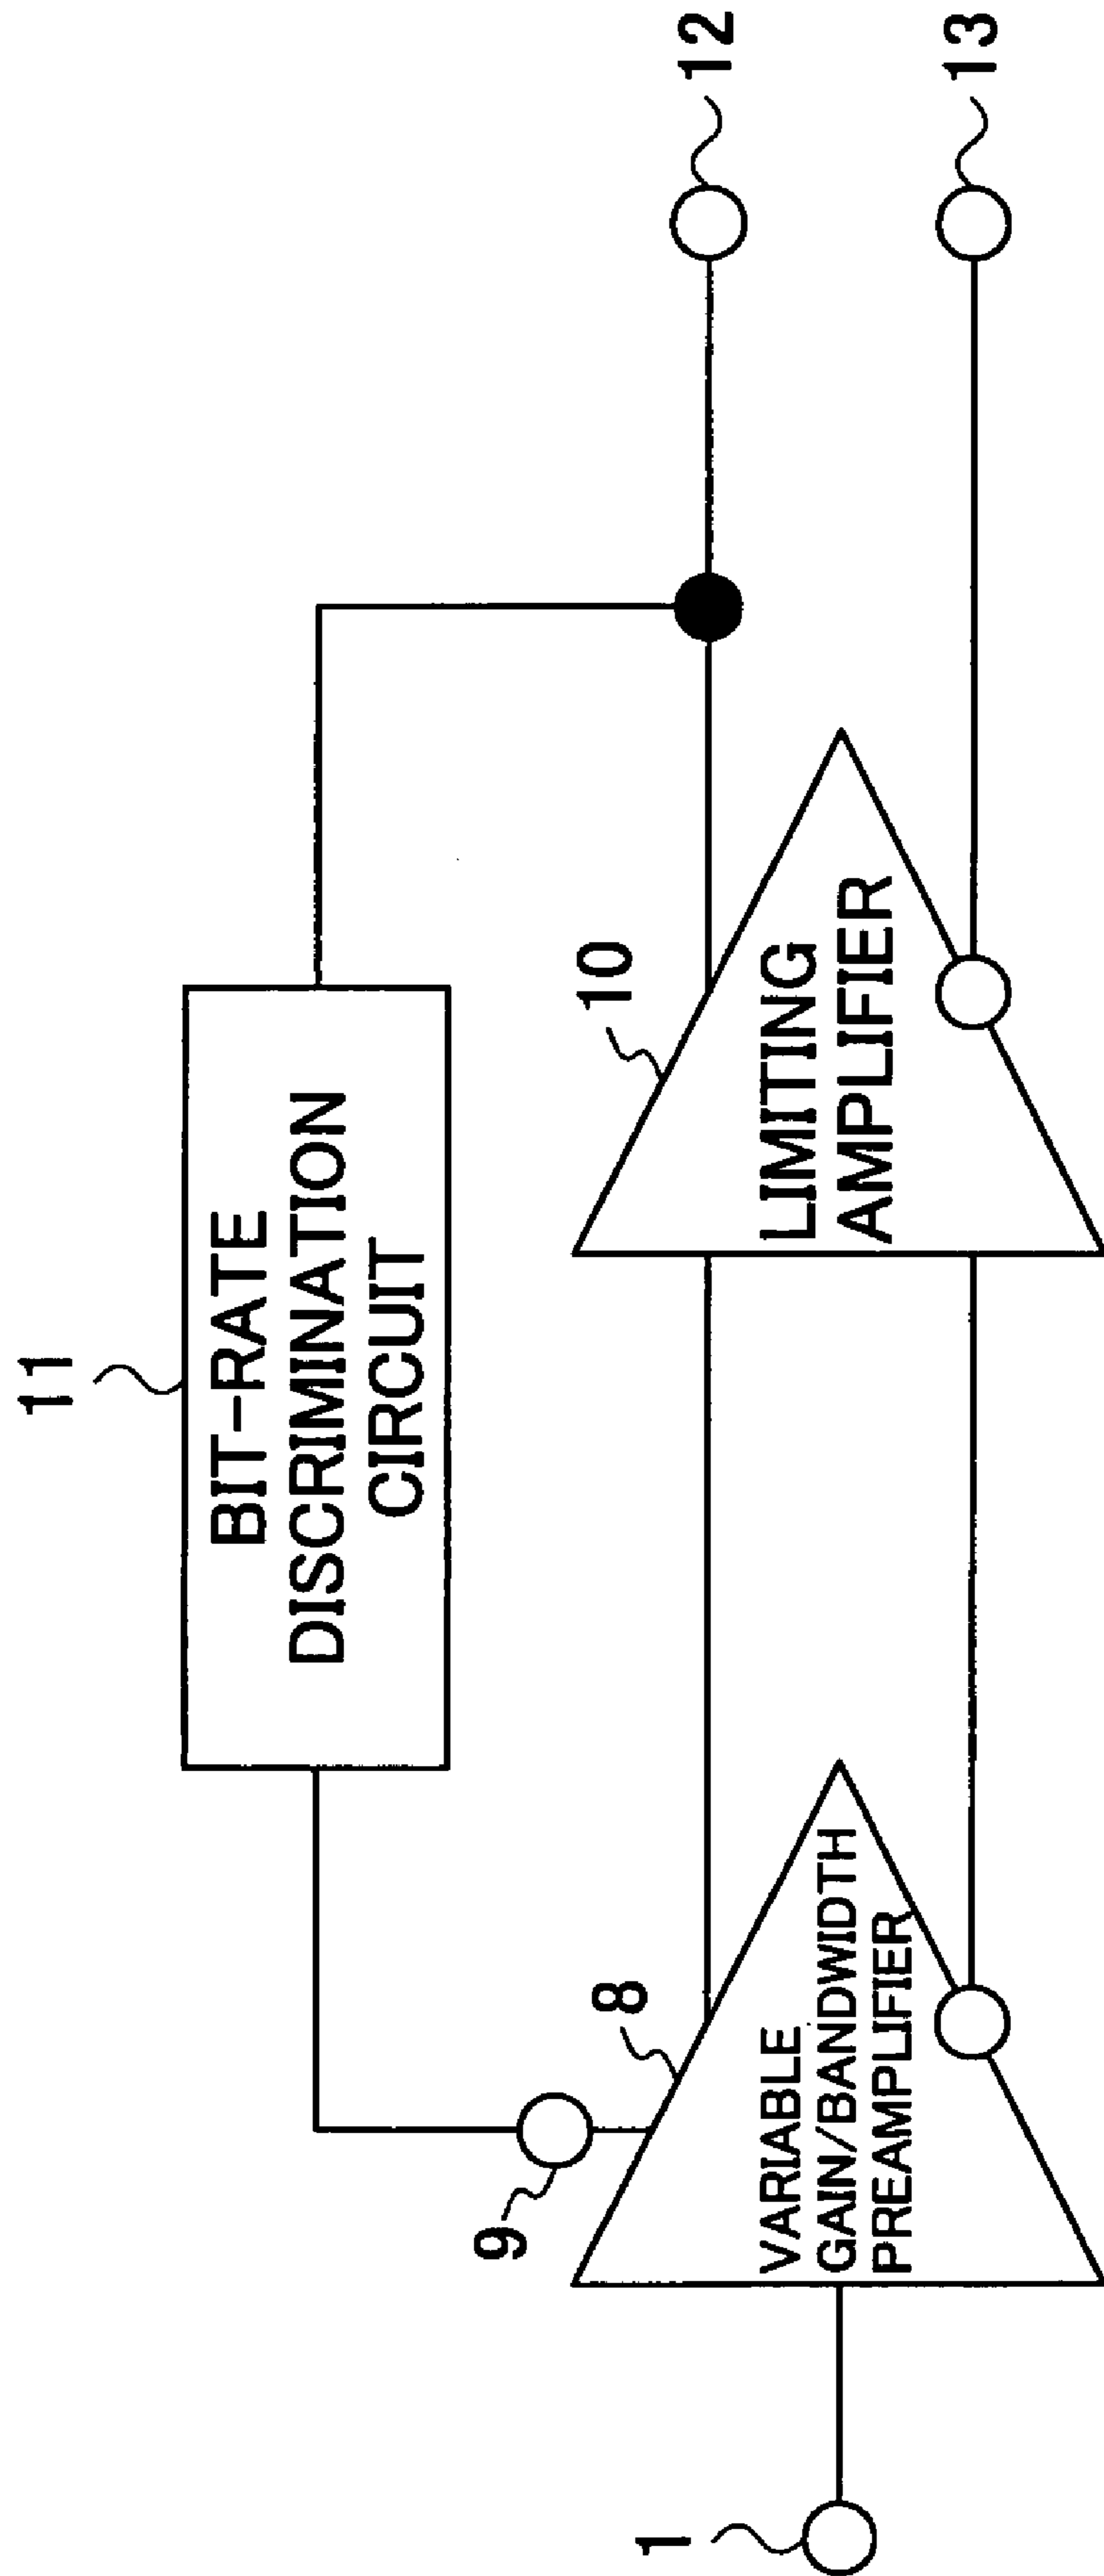 11
BIT-RATE
DISCRIMINATION
CIRCUIT
12
10
LIMITING
AMPLIFIER
13
9
8
VARIABLE
GAIN/BANDWIDTH
PREAMPLIFIER
1